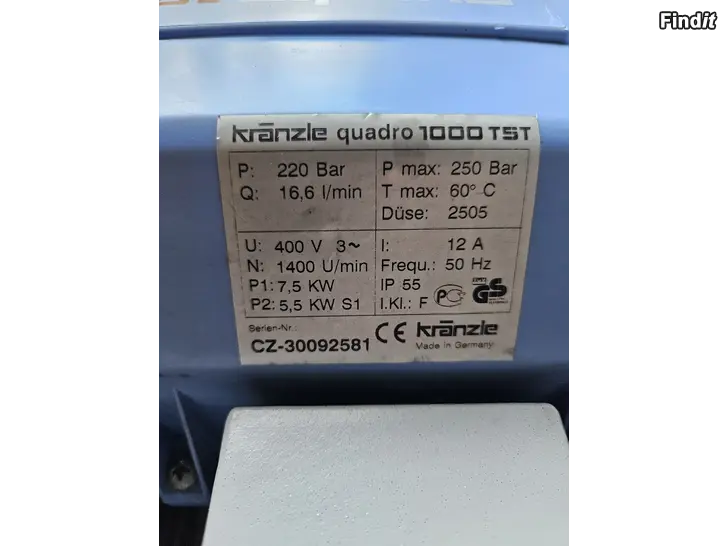 Findit
kränzle quadro 1000 TST
P: 220 Bar
Q: 16,6 l/min
P max: 250 Bar
T max: 60° C
Düse: 2505
U: 400 V 3~
N: 1400 U/min
P1: 7,5 KW
P2: 5,5 KW S1
I: 12 A
Frequ.: 50 Hz
IP 55
I.Kl.: F
GS
Serien-Nr.:
CZ-30092581
CE kränzle
Made in Germany